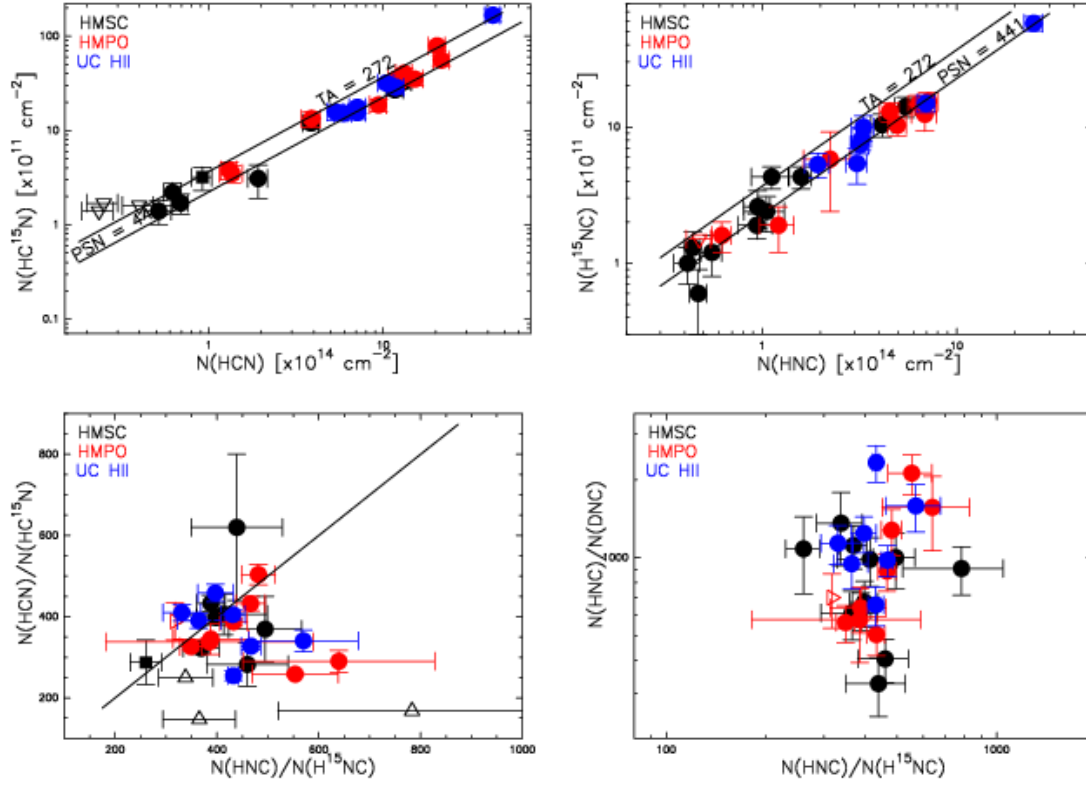 HMSC
HMPO
UC HII
TA = 272
PSN = 44
100
10
1
0.1
1
10
N(HC¹⁵N) [x10¹¹ cm⁻²]
N(HCN) [x10¹⁴ cm⁻²]
HMSC
HMPO
UC HII
TA = 272
PSN = 441
10
1
1
10
N(H¹⁵NC) [x10¹¹ cm⁻²]
N(HNC) [x10¹⁴ cm⁻²]
HMSC
HMPO
UC HII
800
600
400
200
200
400
600
800
1000
N(HCN)/N(HC¹⁵N)
N(HNC)/N(H¹⁵NC)
HMSC
HMPO
UC HII
1000
100
1000
N(HNC)/N(DNC)
N(HNC)/N(H¹⁵NC)